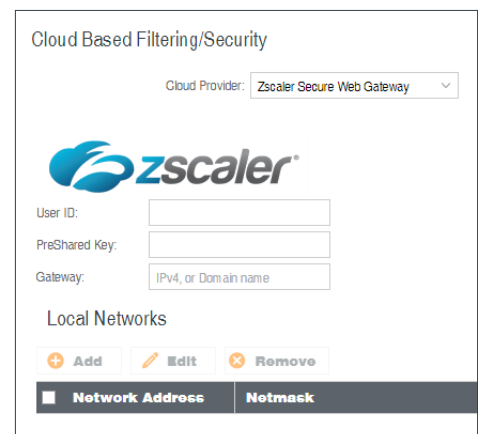 Cloud Based Filtering/Security
Cloud Provider: Zscaler Secure Web Gateway
zscaler
User ID:
PreShared Key:
Gateway: IPv4, or Domain name
Local Networks
Add Edit Remove
Network Address Netmask